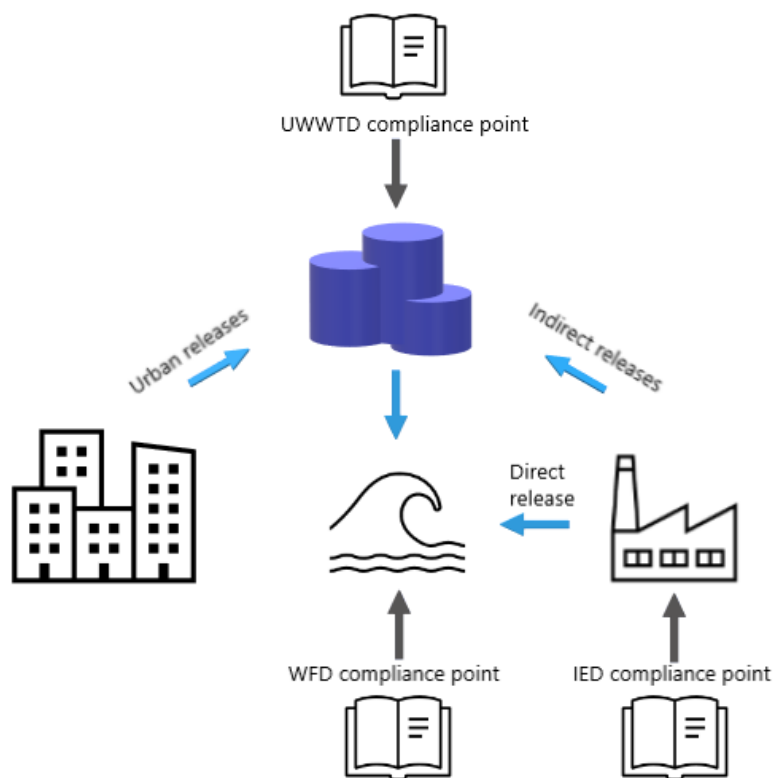 UWWTD compliance point
Urban releases
Indirect releases
Direct
release
WFD compliance point
IED compliance point